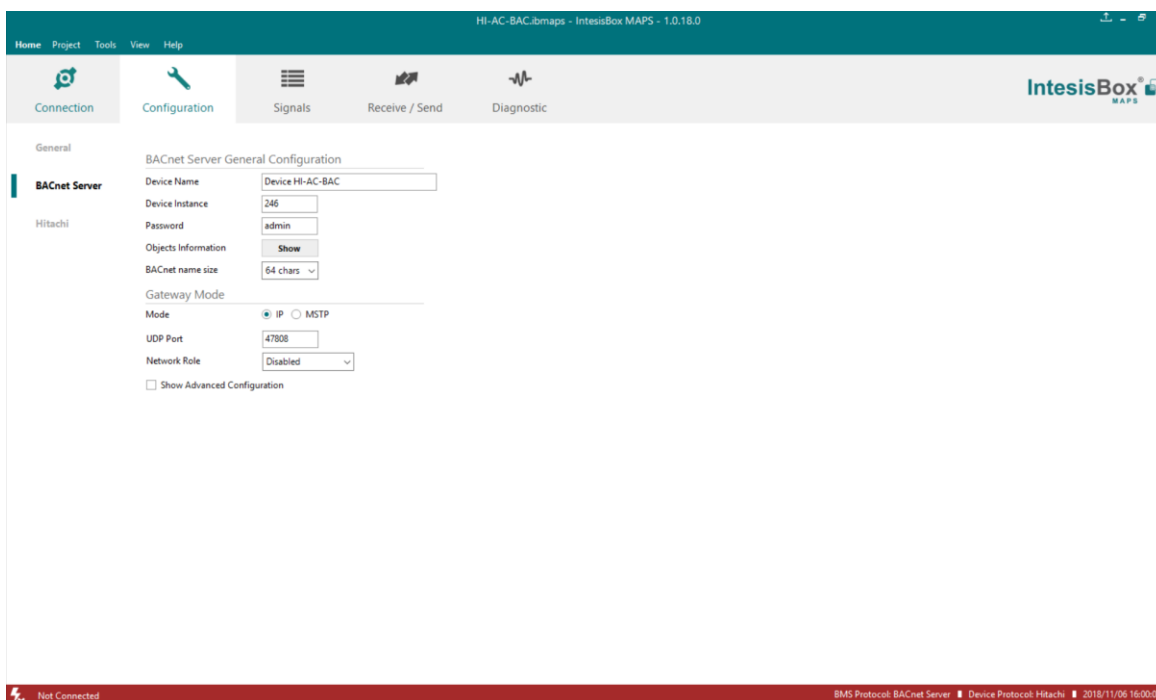 HI-AC-BAC.ibmaps - IntesisBox MAPS - 1.0.18.0
Home Project Tools View Help
Connection Configuration Signals Receive / Send Diagnostic
IntesisBox®
MAPS
General
BACnet Server
Hitachi
BACnet Server General Configuration
Device Name Device HI-AC-BAC
Device Instance 246
Password admin
Objects Information Show
BACnet name size 64 chars
Gateway Mode
Mode IP MSTP
UDP Port 47808
Network Role Disabled
Show Advanced Configuration
Not Connected BMS Protocol: BACnet Server Device Protocol: Hitachi 2018/11/06